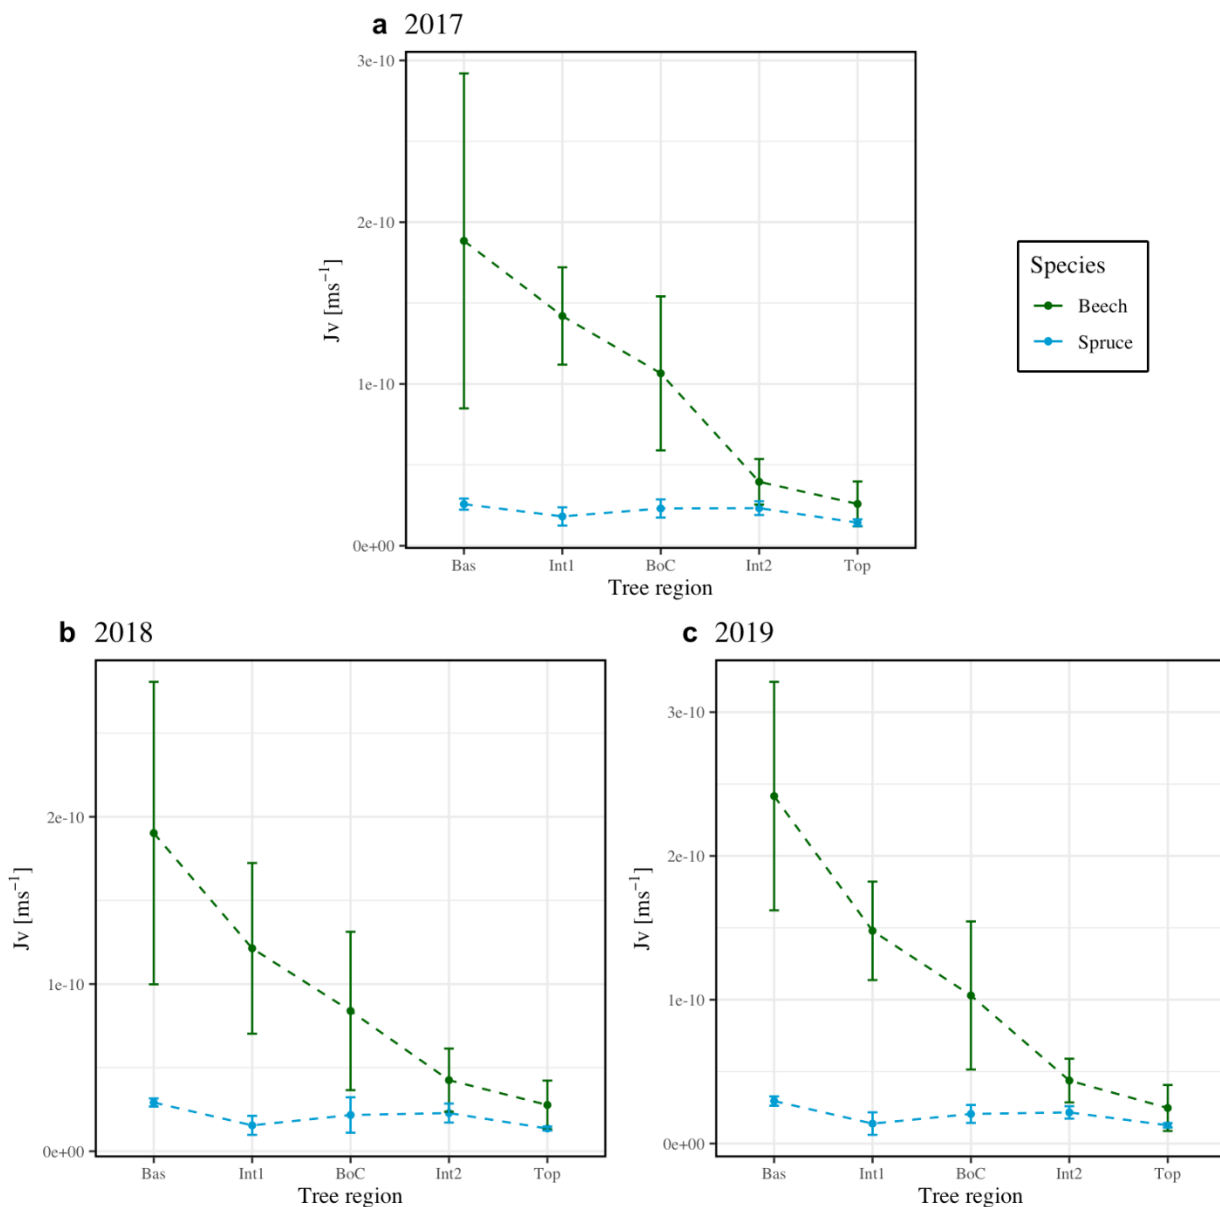 a 2017
3e-10
2e-10
1e-10
0e+00
Jv [ms⁻¹]
Bas Int1 BoC Int2 Top
Tree region
Species
Beech
Spruce
b 2018
2e-10
1e-10
0e+00
Jv [ms⁻¹]
Bas Int1 BoC Int2 Top
Tree region
c 2019
3e-10
2e-10
1e-10
0e+00
Jv [ms⁻¹]
Bas Int1 BoC Int2 Top
Tree region